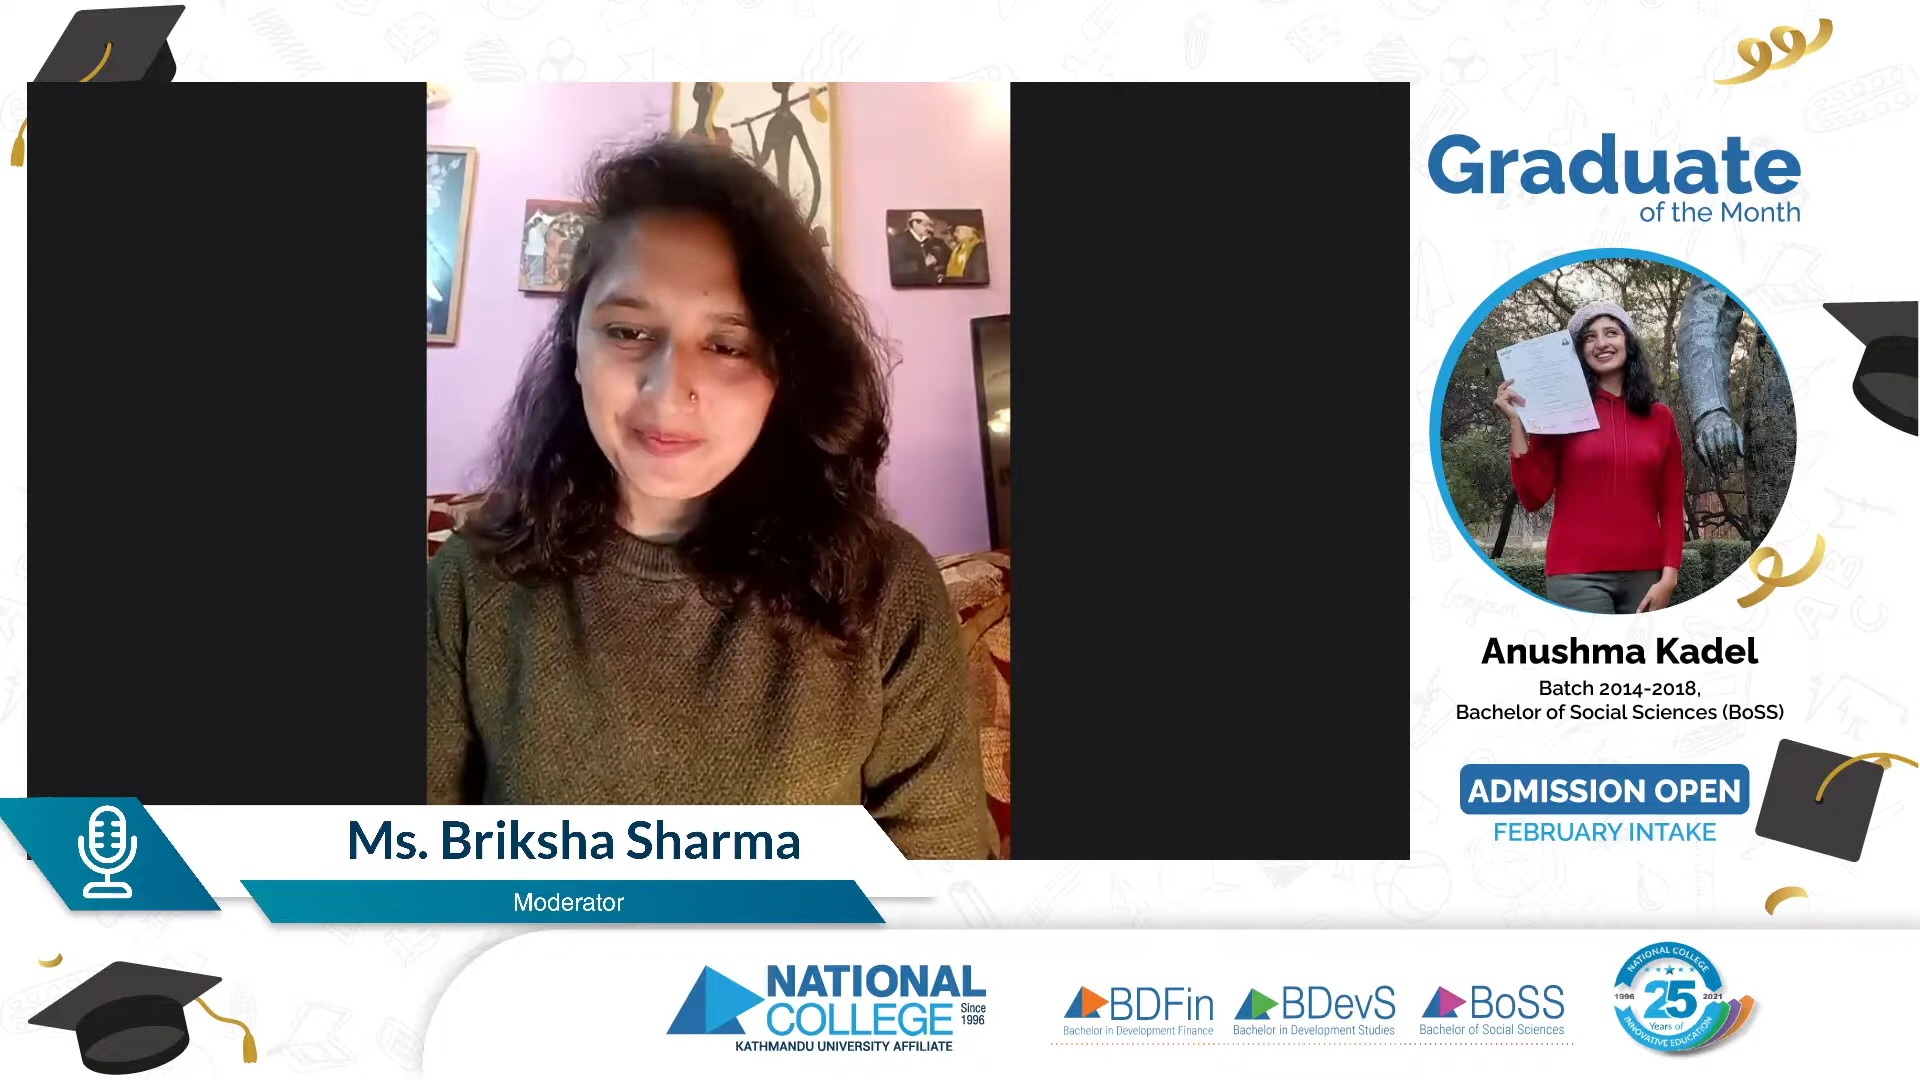 Graduate
of the Month
Anushma Kadel
Batch 2014-2018,
Bachelor of Social Sciences (BoSS)
ADMISSION OPEN
FEBRUARY INTAKE
Ms. Briksha Sharma
Moderator
NATIONAL
COLLEGE
Since
1996
KATHMANDU UNIVERSITY AFFILIATE
BDFin
Bachelor in Development Finance
BDevS
Bachelor in Development Studies
BoSS
Bachelor of Social Sciences
NATIONAL COLLEGE
1996
2021
25
Years of
INNOVATIVE EDUCATION